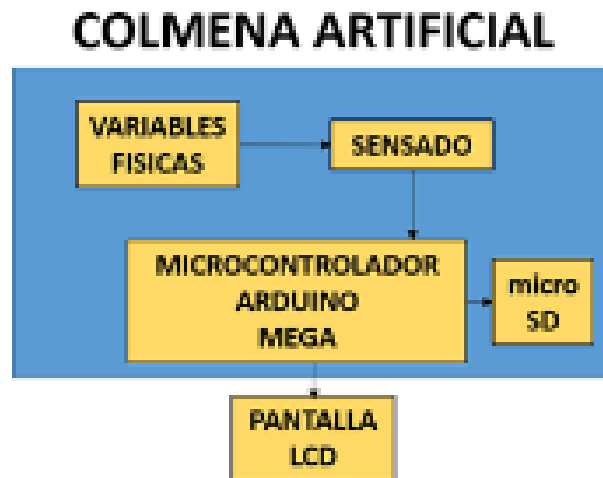 COLMENA ARTIFICIAL
VARIABLES
FISICAS
SENSADO
MICROCONTROLADOR
ARDUINO
MEGA
micro
SD
PANTALLA
LCD